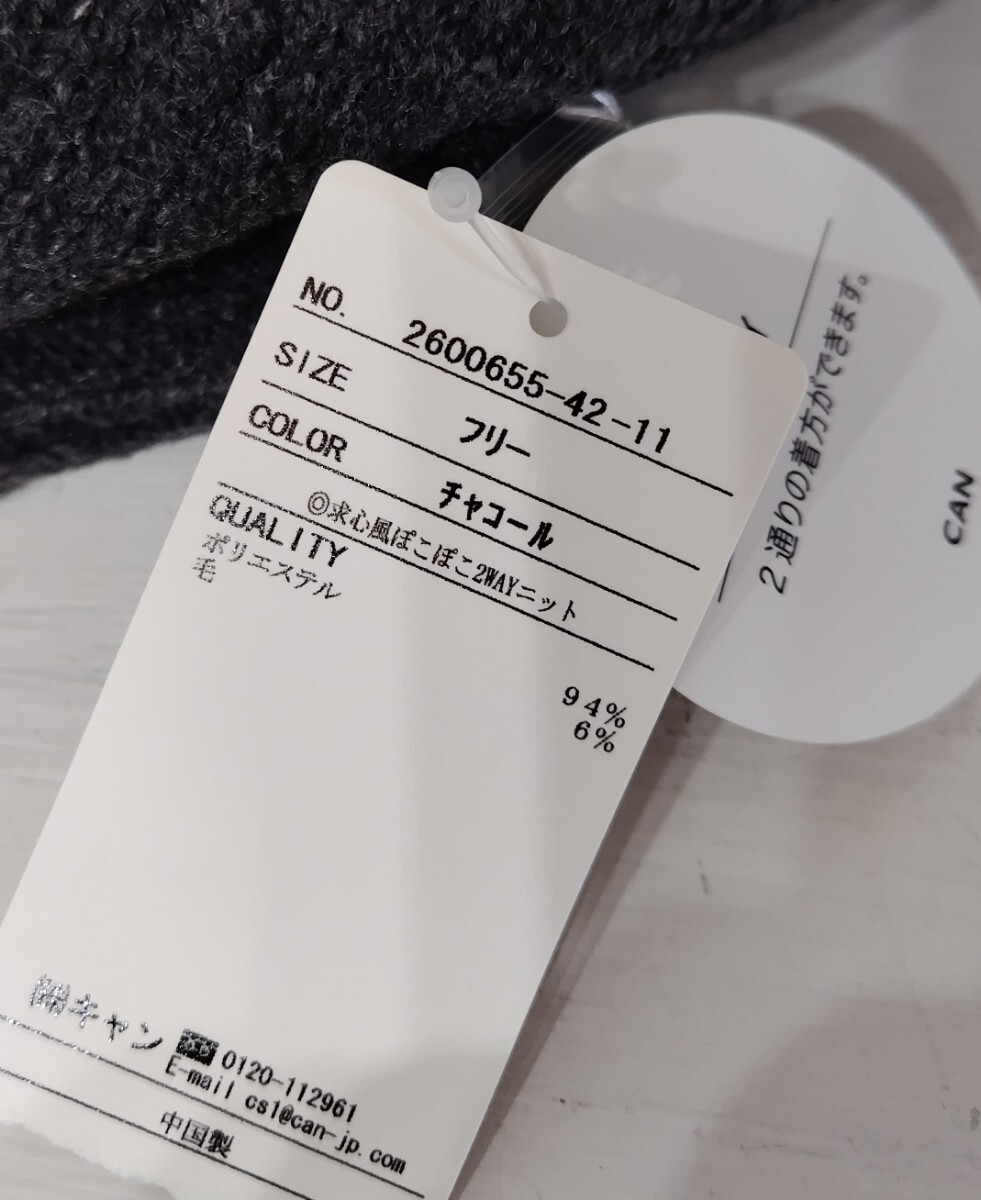 NO. 2600655-42-11
SIZE フリー
COLOR チャコール
◎求心風ぽこぽこ2WAYニット
QUALITY
ポリエステル 94%
毛 6%
㈱キャン 0120-112961
E-mail cs1@can-jp.com
中国製
2通りの着方ができます。
CAN